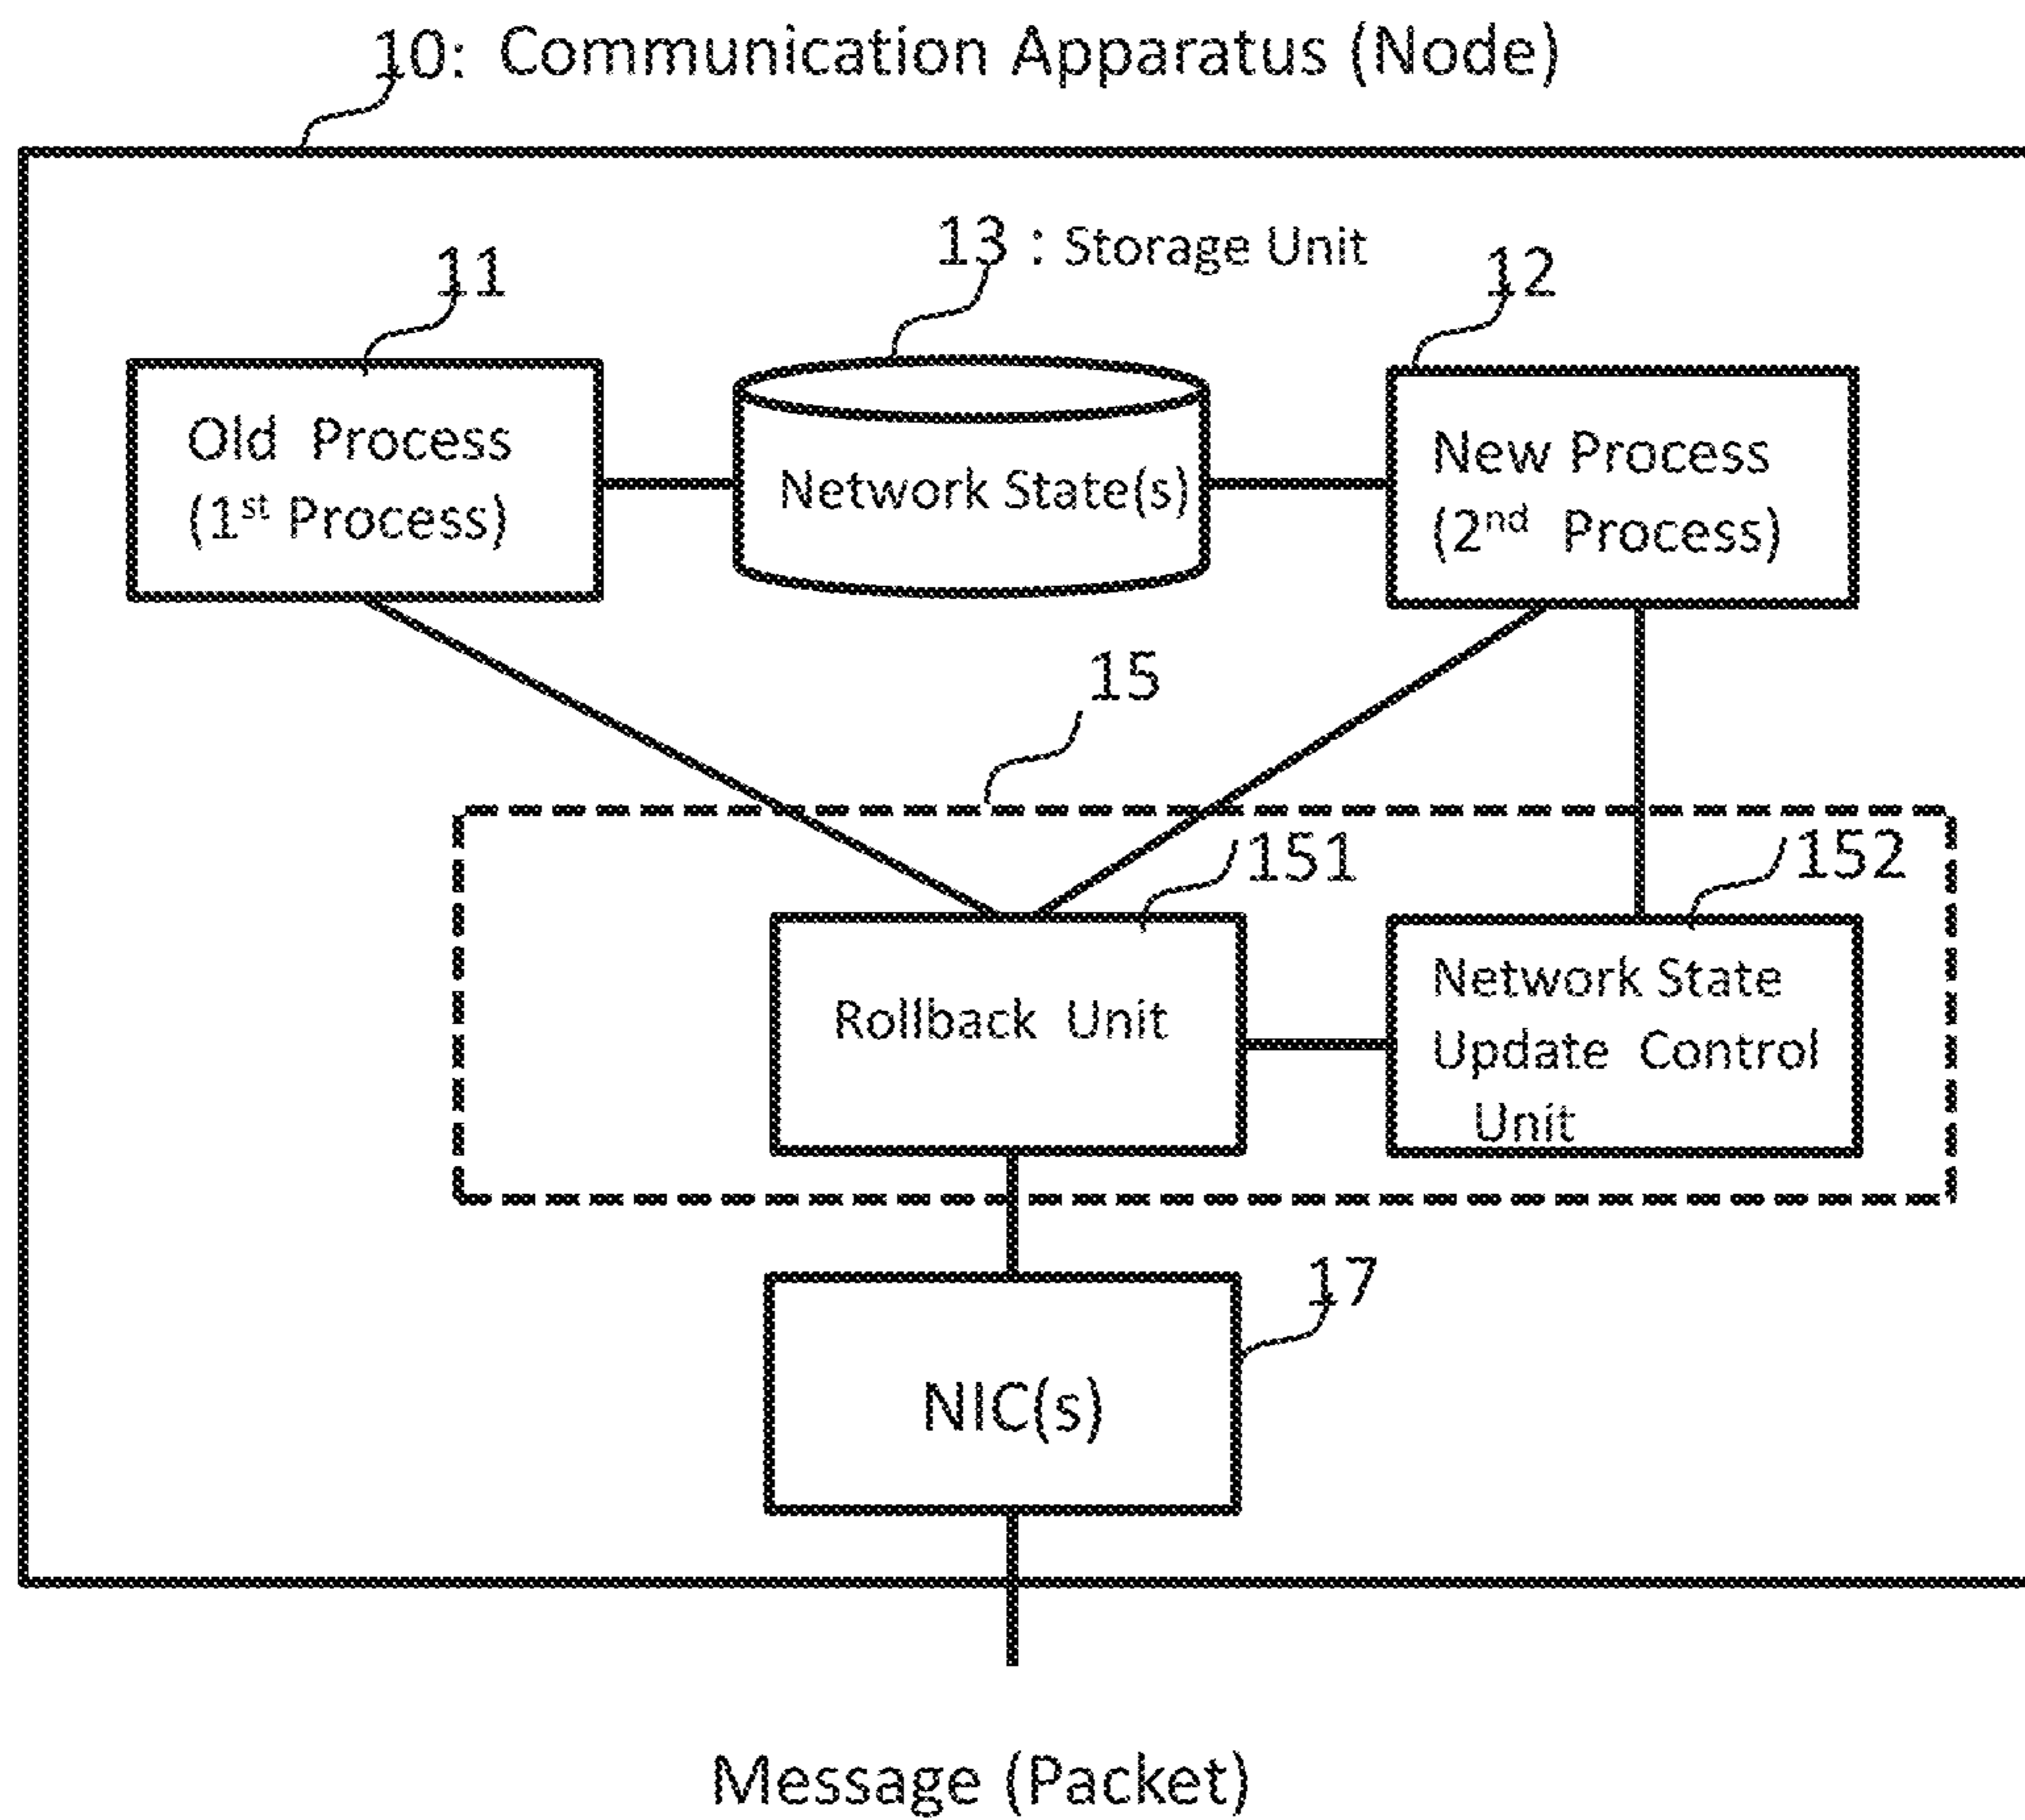 10: Communication Apparatus (Node)
13 : Storage Unit
11
12
Old Process
(1st Process)
Network State(s)
New Process
(2nd Process)
15
151
152
Rollback Unit
Network State
Update Control
Unit
17
NIC(s)
Message (Packet)